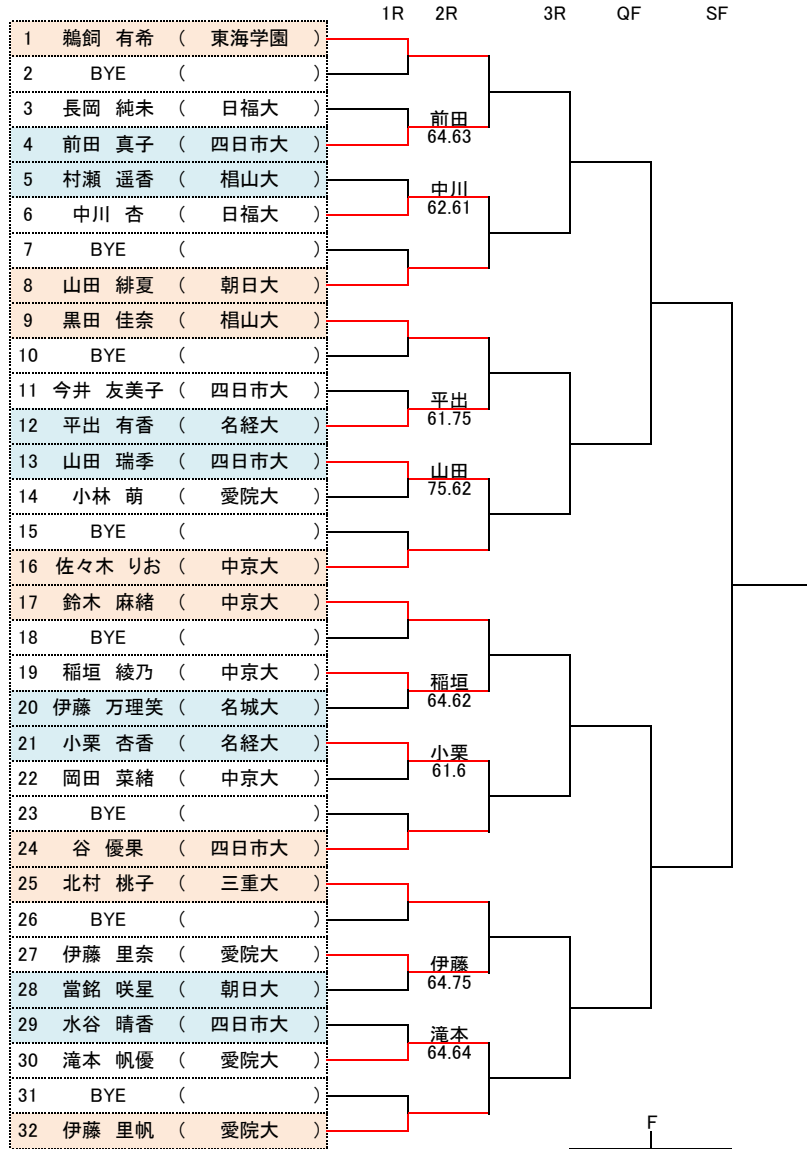 1R 2R 3R QF SF
1 鵜飼 有希 ( 東海学園 )
2 BYE ( )
3 長岡 純未 ( 日福大 )
前田
64.63
4 前田 真子 ( 四日市大 )
5 村瀬 遥香 ( 椙山大 )
中川
62.61
6 中川 杏 ( 日福大 )
7 BYE ( )
8 山田 緋夏 ( 朝日大 )
9 黒田 佳奈 ( 椙山大 )
10 BYE ( )
11 今井 友美子 ( 四日市大 )
平出
61.75
12 平出 有香 ( 名経大 )
13 山田 瑞季 ( 四日市大 )
山田
75.62
14 小林 萌 ( 愛院大 )
15 BYE ( )
16 佐々木 りお ( 中京大 )
17 鈴木 麻緒 ( 中京大 )
18 BYE ( )
19 稲垣 綾乃 ( 中京大 )
稲垣
64.62
20 伊藤 万理笑 ( 名城大 )
21 小栗 杏香 ( 名経大 )
小栗
61.6
22 岡田 菜緒 ( 中京大 )
23 BYE ( )
24 谷 優果 ( 四日市大 )
25 北村 桃子 ( 三重大 )
26 BYE ( )
27 伊藤 里奈 ( 愛院大 )
伊藤
64.75
28 當銘 咲星 ( 朝日大 )
29 水谷 晴香 ( 四日市大 )
滝本
64.64
30 滝本 帆優 ( 愛院大 )
31 BYE ( )
32 伊藤 里帆 ( 愛院大 )
F